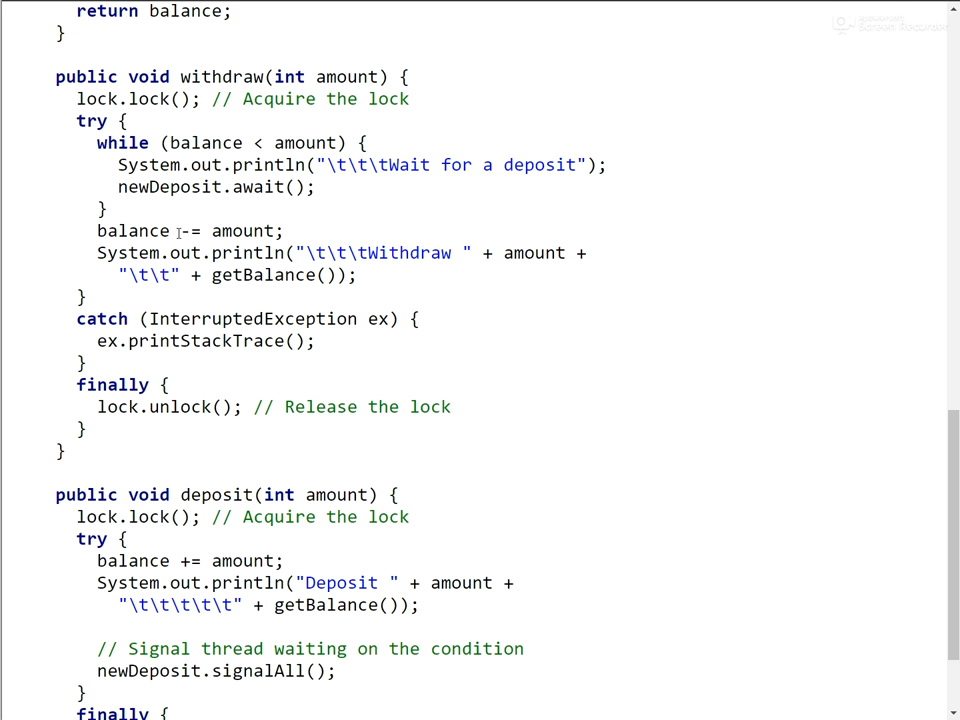 return balance;
}
public void withdraw(int amount) {
lock.lock(); // Acquire the lock
try {
while (balance < amount) {
System.out.println("\t\t\tWait for a deposit");
newDeposit.await();
}
balance -= amount;
System.out.println("\t\t\tWithdraw " + amount +
"\t\t" + getBalance());
}
catch (InterruptedException ex) {
ex.printStackTrace();
}
finally {
lock.unlock(); // Release the lock
}
}
public void deposit(int amount) {
lock.lock(); // Acquire the lock
try {
balance += amount;
System.out.println("Deposit " + amount +
"\t\t\t\t\t" + getBalance());
// Signal thread waiting on the condition
newDeposit.signalAll();
}
finally {
Screen Recorder